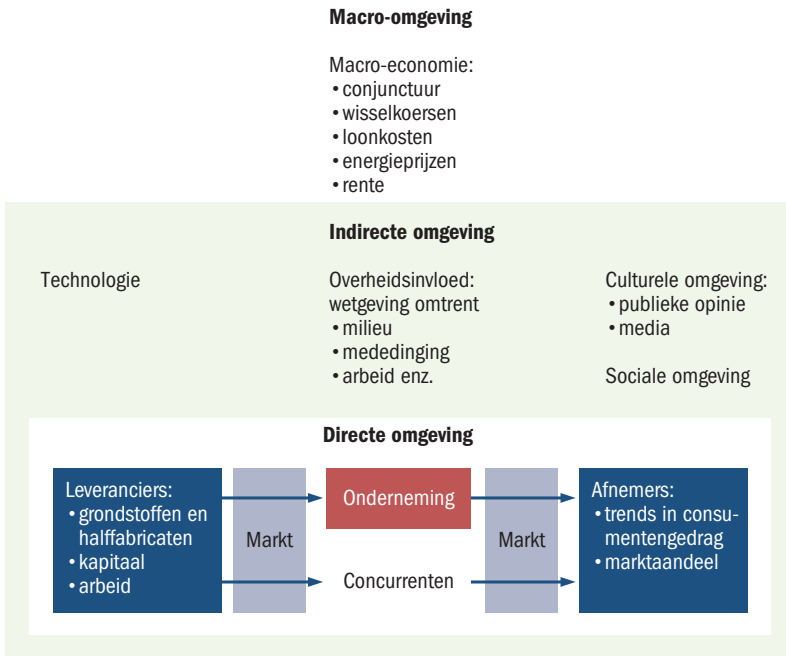 Macro-omgeving
Macro-economie:
• conjunctuur
• wisselkoersen
• loonkosten
• energieprijzen
• rente
Indirecte omgeving
Technologie
Overheidsinvloed:
wetgeving omtrent
• milieu
• mededinging
• arbeid enz.
Culturele omgeving:
• publieke opinie
• media
Sociale omgeving
Directe omgeving
Leveranciers:
• grondstoffen en
halffabricaten
• kapitaal
• arbeid
Markt
Onderneming
Concurrenten
Markt
Afnemers:
• trends in consu-
mentengedrag
• marktaandeel